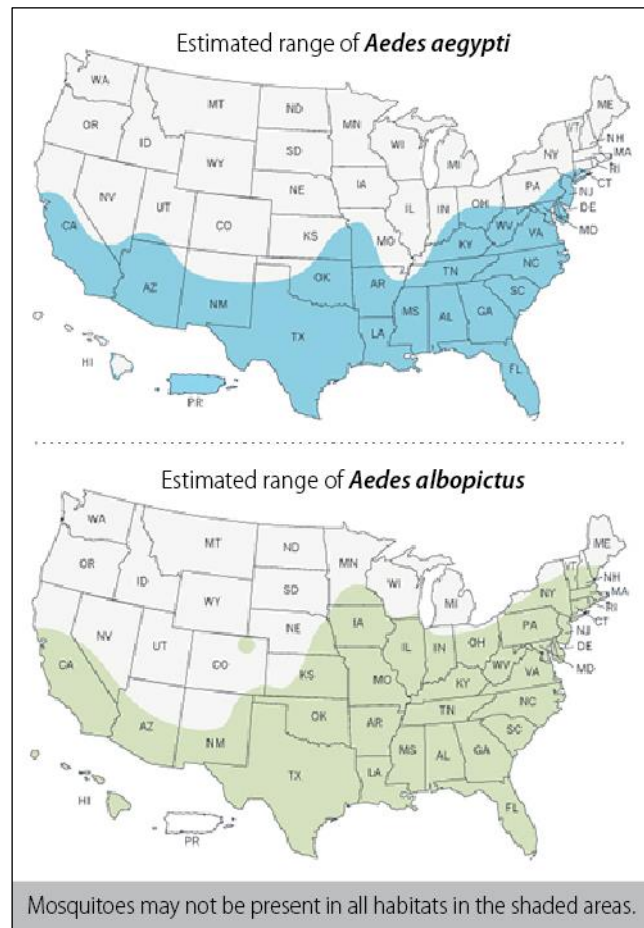 Estimated range of Aedes aegypti
WA
MT
ND
MN
ME
OR
ID
WY
SD
WI
MI
NY
VT
NH
MA
RI
CT
NV
UT
CO
NE
IA
IL
IN
OH
PA
NJ
DE
MD
CA
KS
MO
KY
WV
VA
AZ
NM
OK
AR
TN
NC
SC
TX
LA
MS
AL
GA
FL
HI
PR
Estimated range of Aedes albopictus
WA
MT
ND
MN
ME
OR
ID
WY
SD
WI
MI
NY
VT
NH
MA
RI
CT
NV
UT
CO
NE
IA
IL
IN
OH
PA
NJ
DE
MD
CA
KS
MO
KY
WV
VA
AZ
NM
OK
AR
TN
NC
SC
TX
LA
MS
AL
GA
FL
HI
PR
Mosquitoes may not be present in all habitats in the shaded areas.